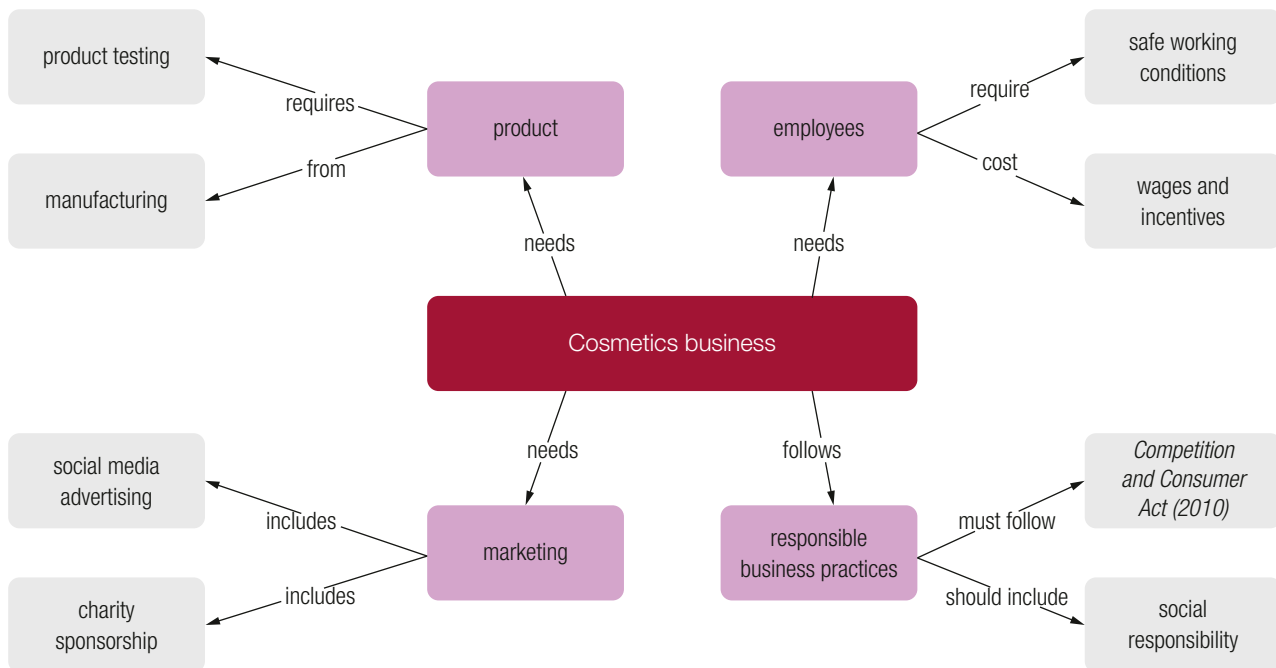 product testing
requires
product
from
manufacturing
needs
safe working
conditions
require
employees
cost
wages and
incentives
needs
Cosmetics business
needs
social media
advertising
includes
marketing
includes
charity
sponsorship
follows
Competition
and Consumer
Act (2010)
must follow
responsible
business practices
should include
social
responsibility